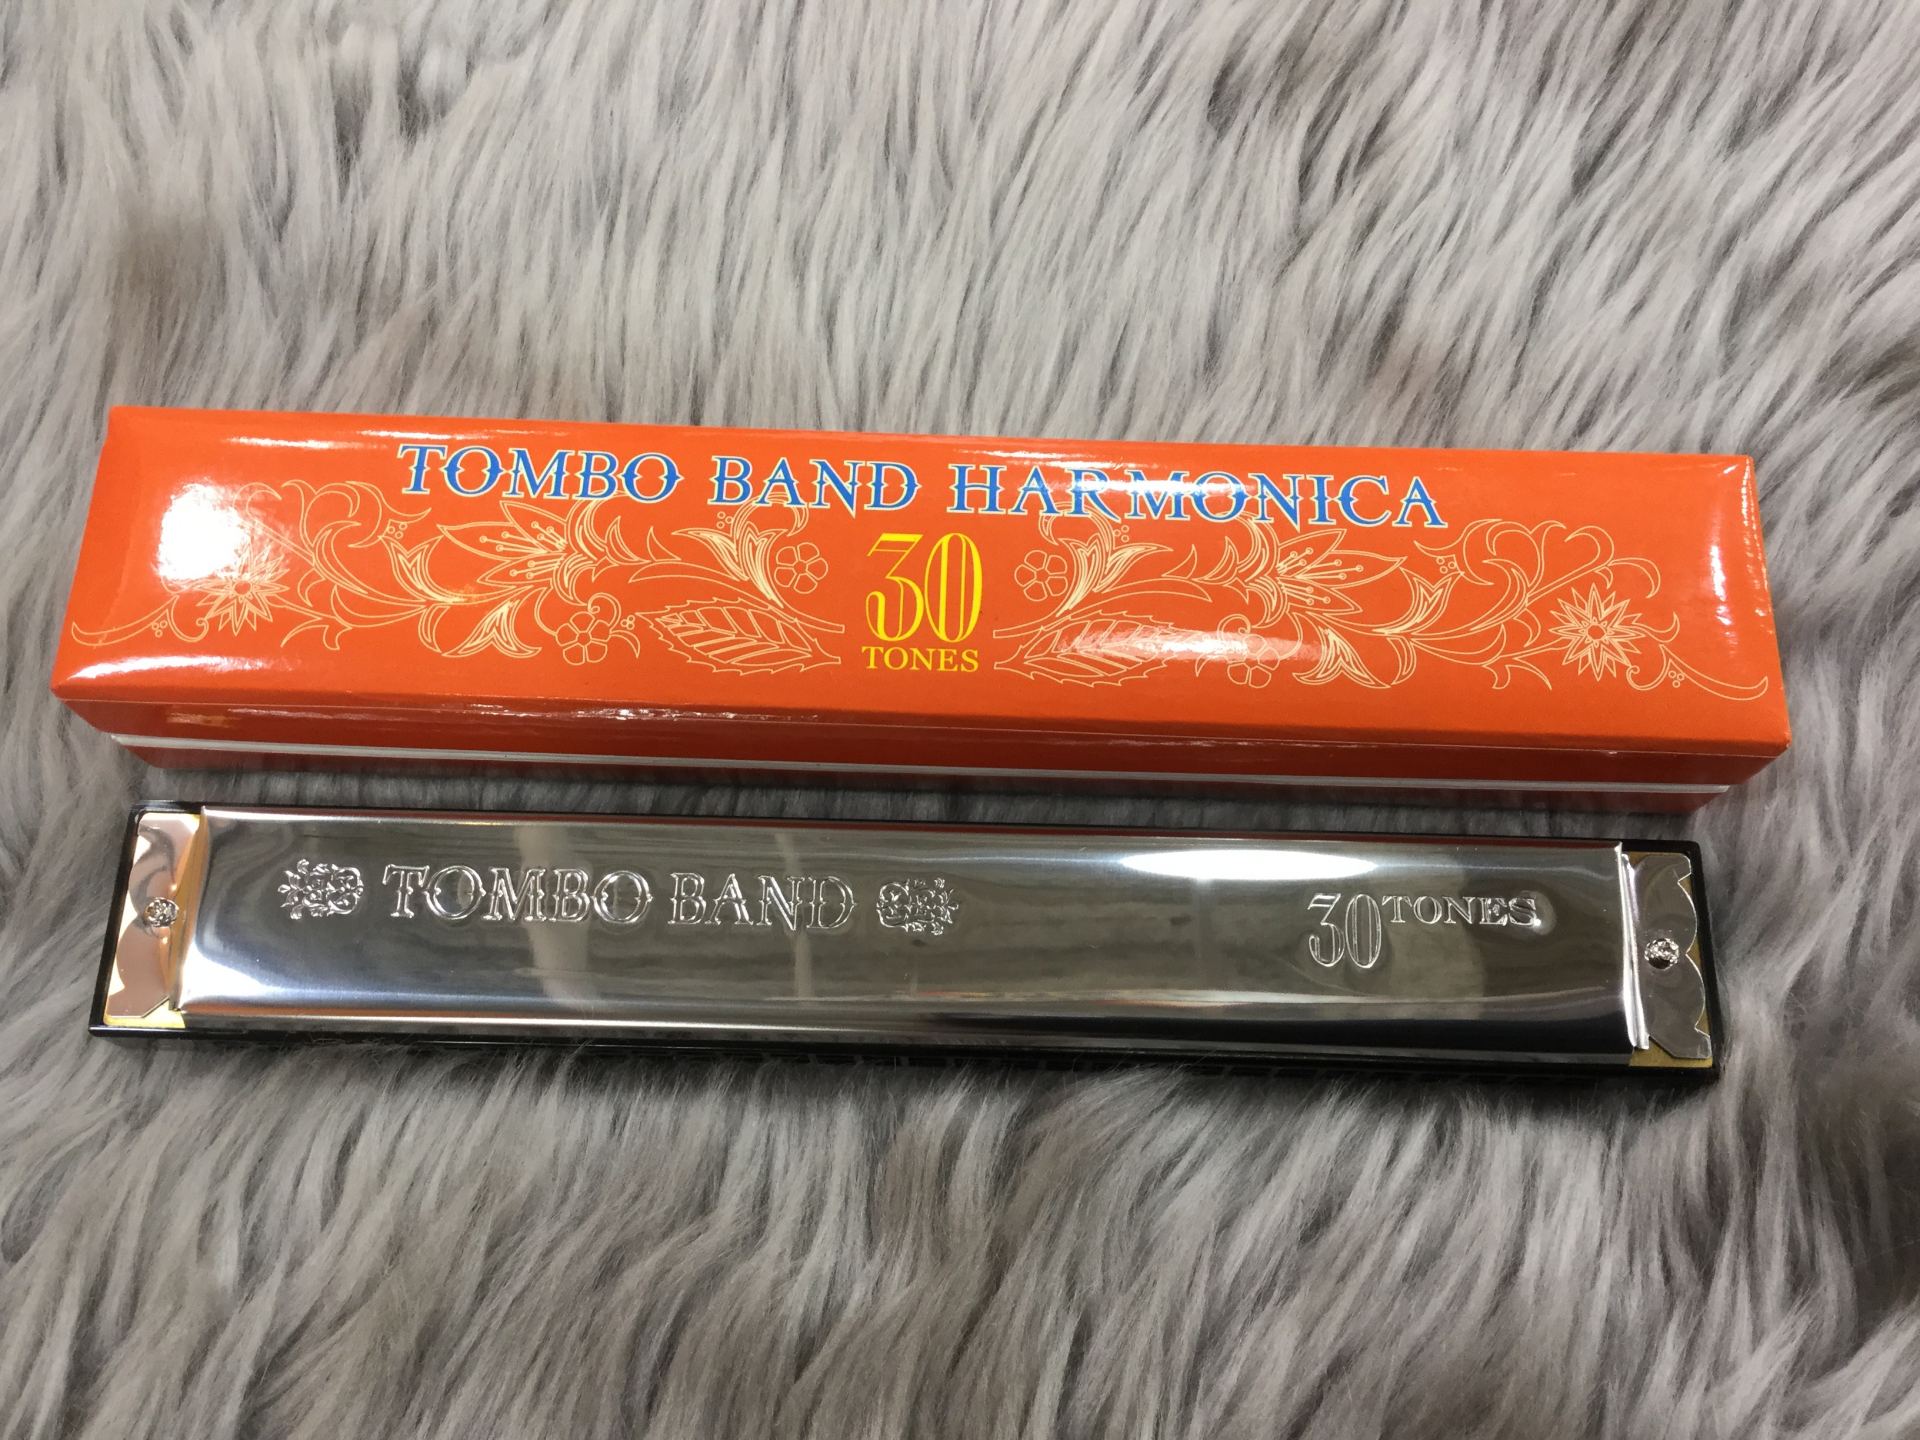 TOMBO BAND HARMONICA
30
TONES
TOMBO BAND
30 TONES